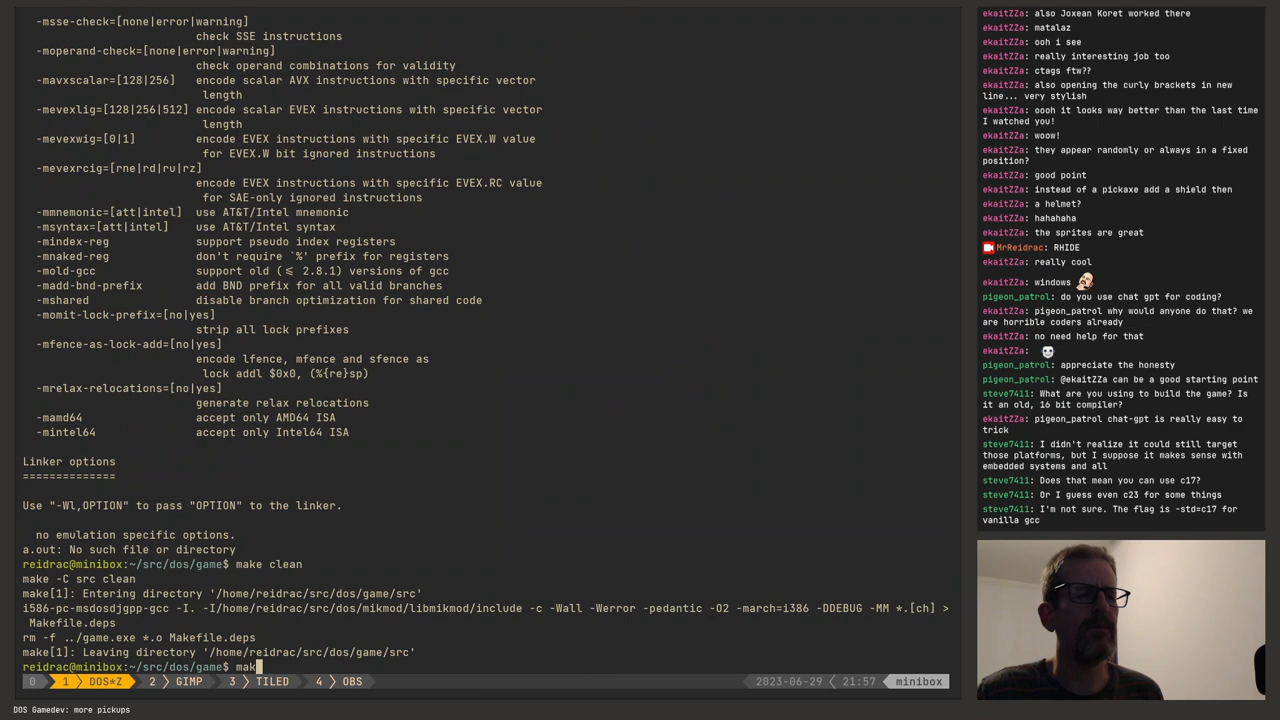 -msse-check=[none|error|warning]
check SSE instructions
-moperand-check=[none|error|warning]
check operand combinations for validity
-mavxscalar=[128|256] encode scalar AVX instructions with specific vector
length
-mevexlig=[128|256|512] encode scalar EVEX instructions with specific vector
length
-mevexwig=[0|1] encode EVEX instructions with specific EVEX.W value
for EVEX.W bit ignored instructions
-mevexrcig=[rne|rd|ru|rz]
encode EVEX instructions with specific EVEX.RC value
for SAE-only ignored instructions
-mmnemonic=[att|intel] use AT&T/Intel mnemonic
-msyntax=[att|intel] use AT&T/Intel syntax
-mindex-reg support pseudo index registers
-mnaked-reg don't require `%' prefix for registers
-mold-gcc support old (<= 2.8.1) versions of gcc
-madd-bnd-prefix add BND prefix for all valid branches
-mshared disable branch optimization for shared code
-momit-lock-prefix=[no|yes]
strip all lock prefixes
-mfence-as-lock-add=[no|yes]
encode lfence, mfence and sfence as
lock addl $0x0, (%{re}sp)
-mrelax-relocations=[no|yes]
generate relax relocations
-mamd64 accept only AMD64 ISA
-mintel64 accept only Intel64 ISA
Linker options
==============
Use "-Wl,OPTION" to pass "OPTION" to the linker.
no emulation specific options.
a.out: No such file or directory
reidrac@minibox:~/src/dos/game$ make clean
make -C src clean
make[1]: Entering directory '/home/reidrac/src/dos/game/src'
i586-pc-msdosdjgpp-gcc -I. -I/home/reidrac/src/dos/mikmod/libmikmod/include -c -Wall -Werror -pedantic -O2 -march=i386 -DDEBUG -MM *.[ch] >
Makefile.deps
rm -f ../game.exe *.o Makefile.deps
make[1]: Leaving directory '/home/reidrac/src/dos/game/src'
reidrac@minibox:~/src/dos/game$ mak
0 1 DOS*Z 2 GIMP 3 TILED 4 OBS 2023-06-29 21:57 minibox
DOS Gamedev: more pickups
ekaitZZa: also Joxean Koret worked there
ekaitZZa: matalaz
ekaitZZa: ooh i see
ekaitZZa: really interesting job too
ekaitZZa: ctags ftw??
ekaitZZa: also opening the curly brackets in new
line... very stylish
ekaitZZa: oooh it looks way better than the last time
I watched you!
ekaitZZa: woow!
ekaitZZa: they appear randomly or always in a fixed
position?
ekaitZZa: good point
ekaitZZa: instead of a pickaxe add a shield then
ekaitZZa: a helmet?
ekaitZZa: hahahaha
ekaitZZa: the sprites are great
MrReidrac: RHIDE
ekaitZZa: really cool
ekaitZZa: windows
pigeon_patrol: do you use chat gpt for coding?
ekaitZZa: pigeon_patrol why would anyone do that? we
are horrible coders already
ekaitZZa: no need help for that
ekaitZZa:
pigeon_patrol: appreciate the honesty
pigeon_patrol: @ekaitZZa can be a good starting point
steve7411: What are you using to build the game? Is
it an old, 16 bit compiler?
ekaitZZa: pigeon_patrol chat-gpt is really easy to
trick
steve7411: I didn't realize it could still target
those platforms, but I suppose it makes sense with
embedded systems and all
steve7411: Does that mean you can use c17?
steve7411: Or I guess even c23 for some things
steve7411: I'm not sure. The flag is -std=c17 for
vanilla gcc